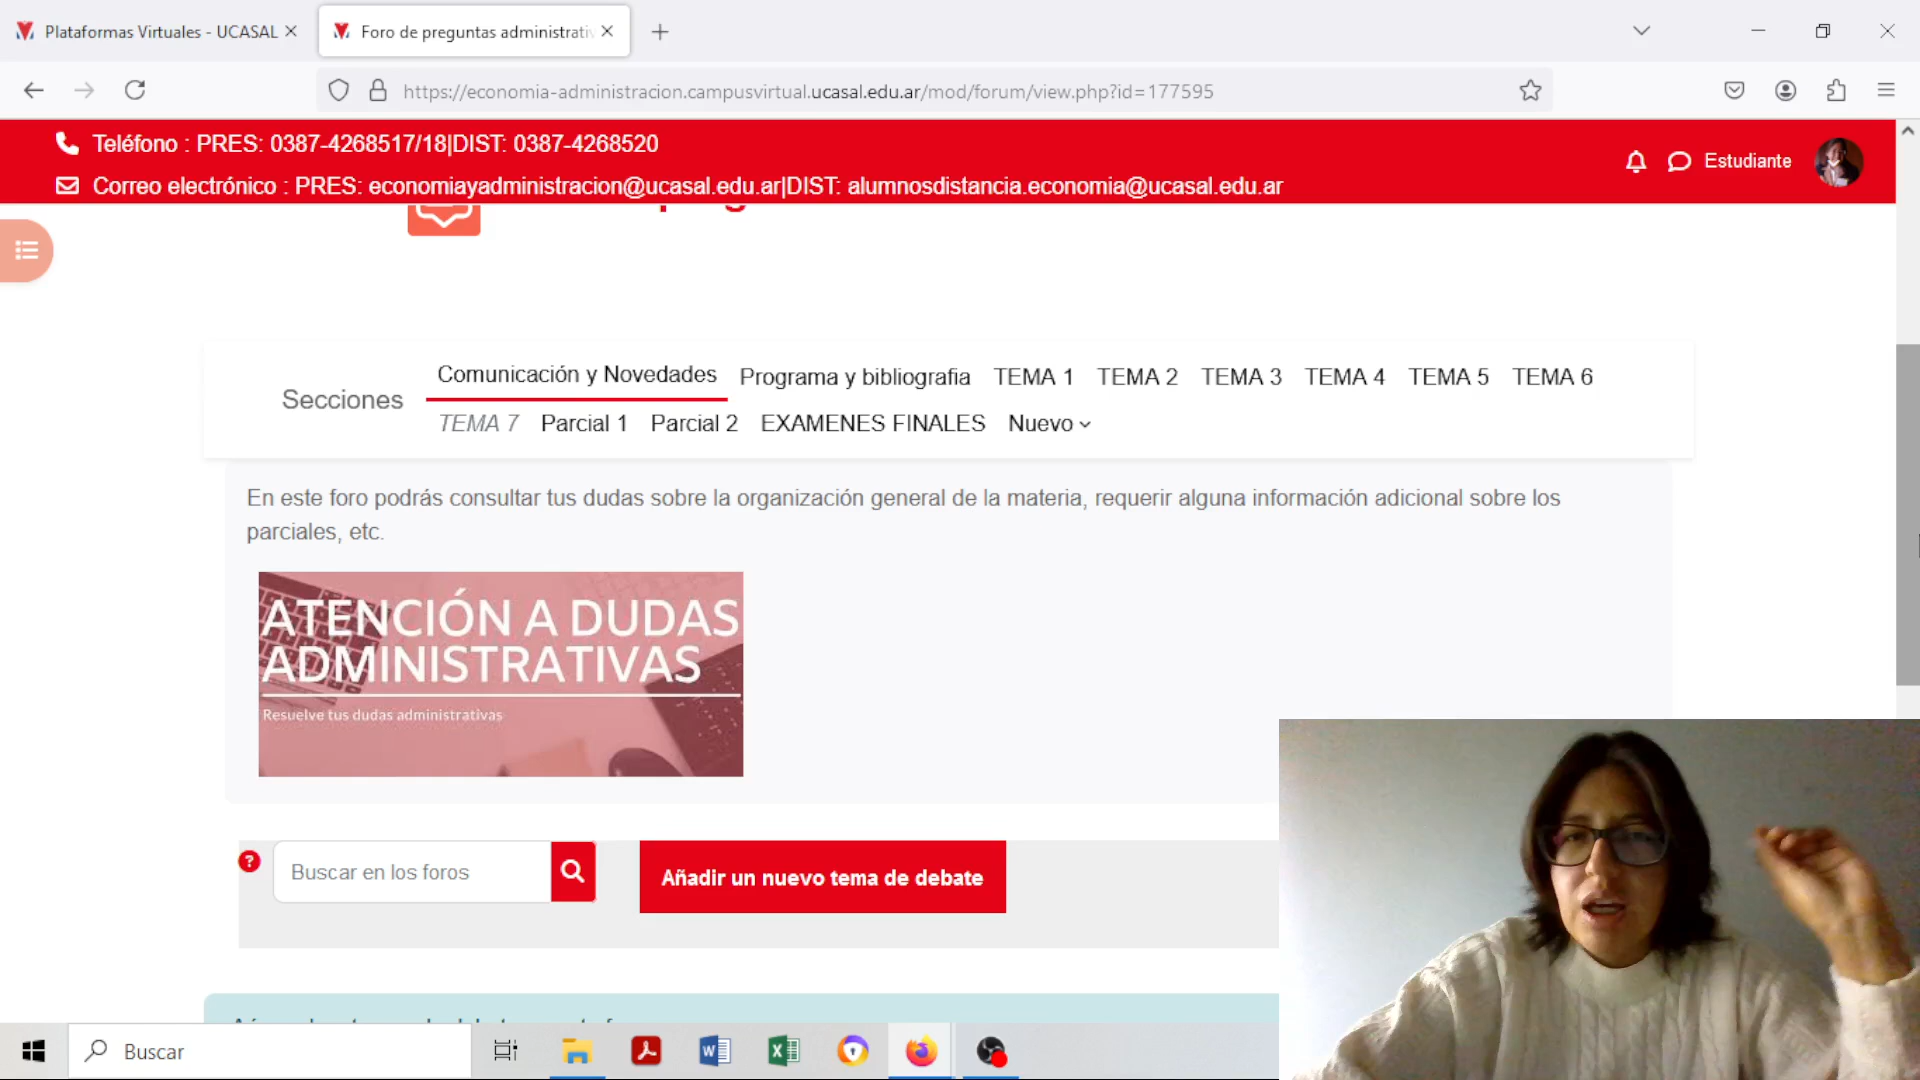 Plataformas Virtuales - UCASAL
Foro de preguntas administrativ
https://economia-administracion.campusvirtual.ucasal.edu.ar/mod/forum/view.php?id=177595
Teléfono : PRES: 0387-4268517/18|DIST: 0387-4268520
Correo electrónico : PRES: economiayadministracion@ucasal.edu.ar|DIST: alumnosdistancia.economia@ucasal.edu.ar
Estudiante
Secciones
Comunicación y Novedades Programa y bibliografia TEMA 1 TEMA 2 TEMA 3 TEMA 4 TEMA 5 TEMA 6
TEMA 7 Parcial 1 Parcial 2 EXAMENES FINALES Nuevo
En este foro podrás consultar tus dudas sobre la organización general de la materia, requerir alguna información adicional sobre los
parciales, etc.
ATENCIÓN A DUDAS
ADMINISTRATIVAS
Resuelve tus dudas administrativas
Buscar en los foros
Añadir un nuevo tema de debate
Buscar